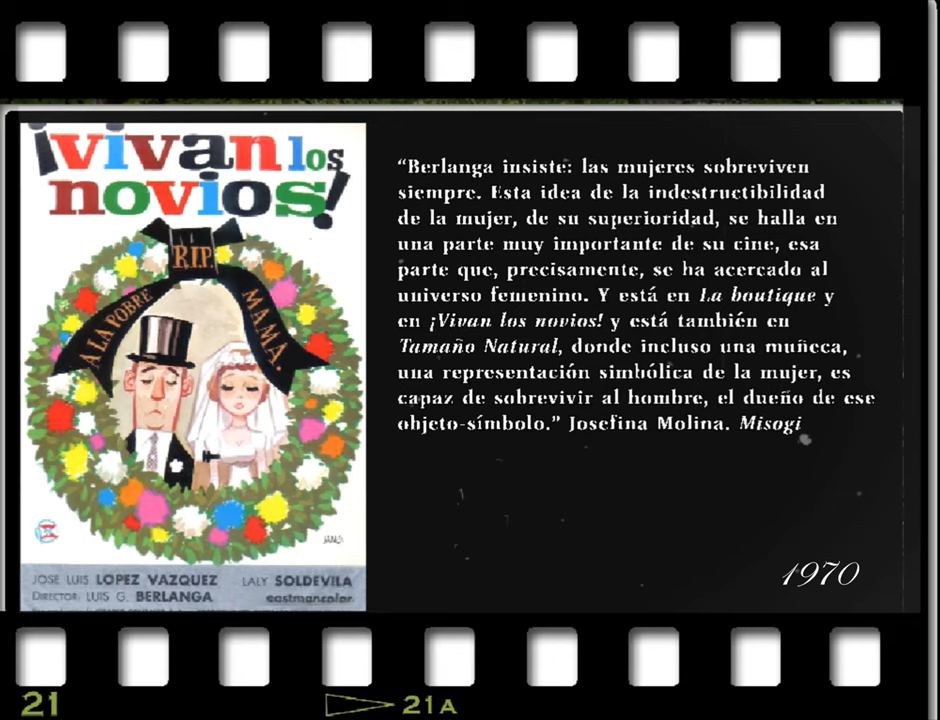 ¡vivan los
novios!
R.I.P.
A LA POBRE
MAMA.
JANO
JOSE LUIS LOPEZ VAZQUEZ LALY SOLDEVILA
DIRECTOR: LUIS G. BERLANGA eastmancolor
“Berlanga insiste: las mujeres sobreviven
siempre. Esta idea de la indestructibilidad
de la mujer, de su superioridad, se halla en
una parte muy importante de su cine, esa
parte que, precisamente, se ha acercado al
universo femenino. Y está en La boutique y
en ¡Vivan los novios! y está también en
Tamaño Natural, donde incluso una muñeca,
una representación simbólica de la mujer, es
capaz de sobrevivir al hombre, el dueño de ese
objeto-símbolo.” Josefina Molina. Misogi
1970
21
21A